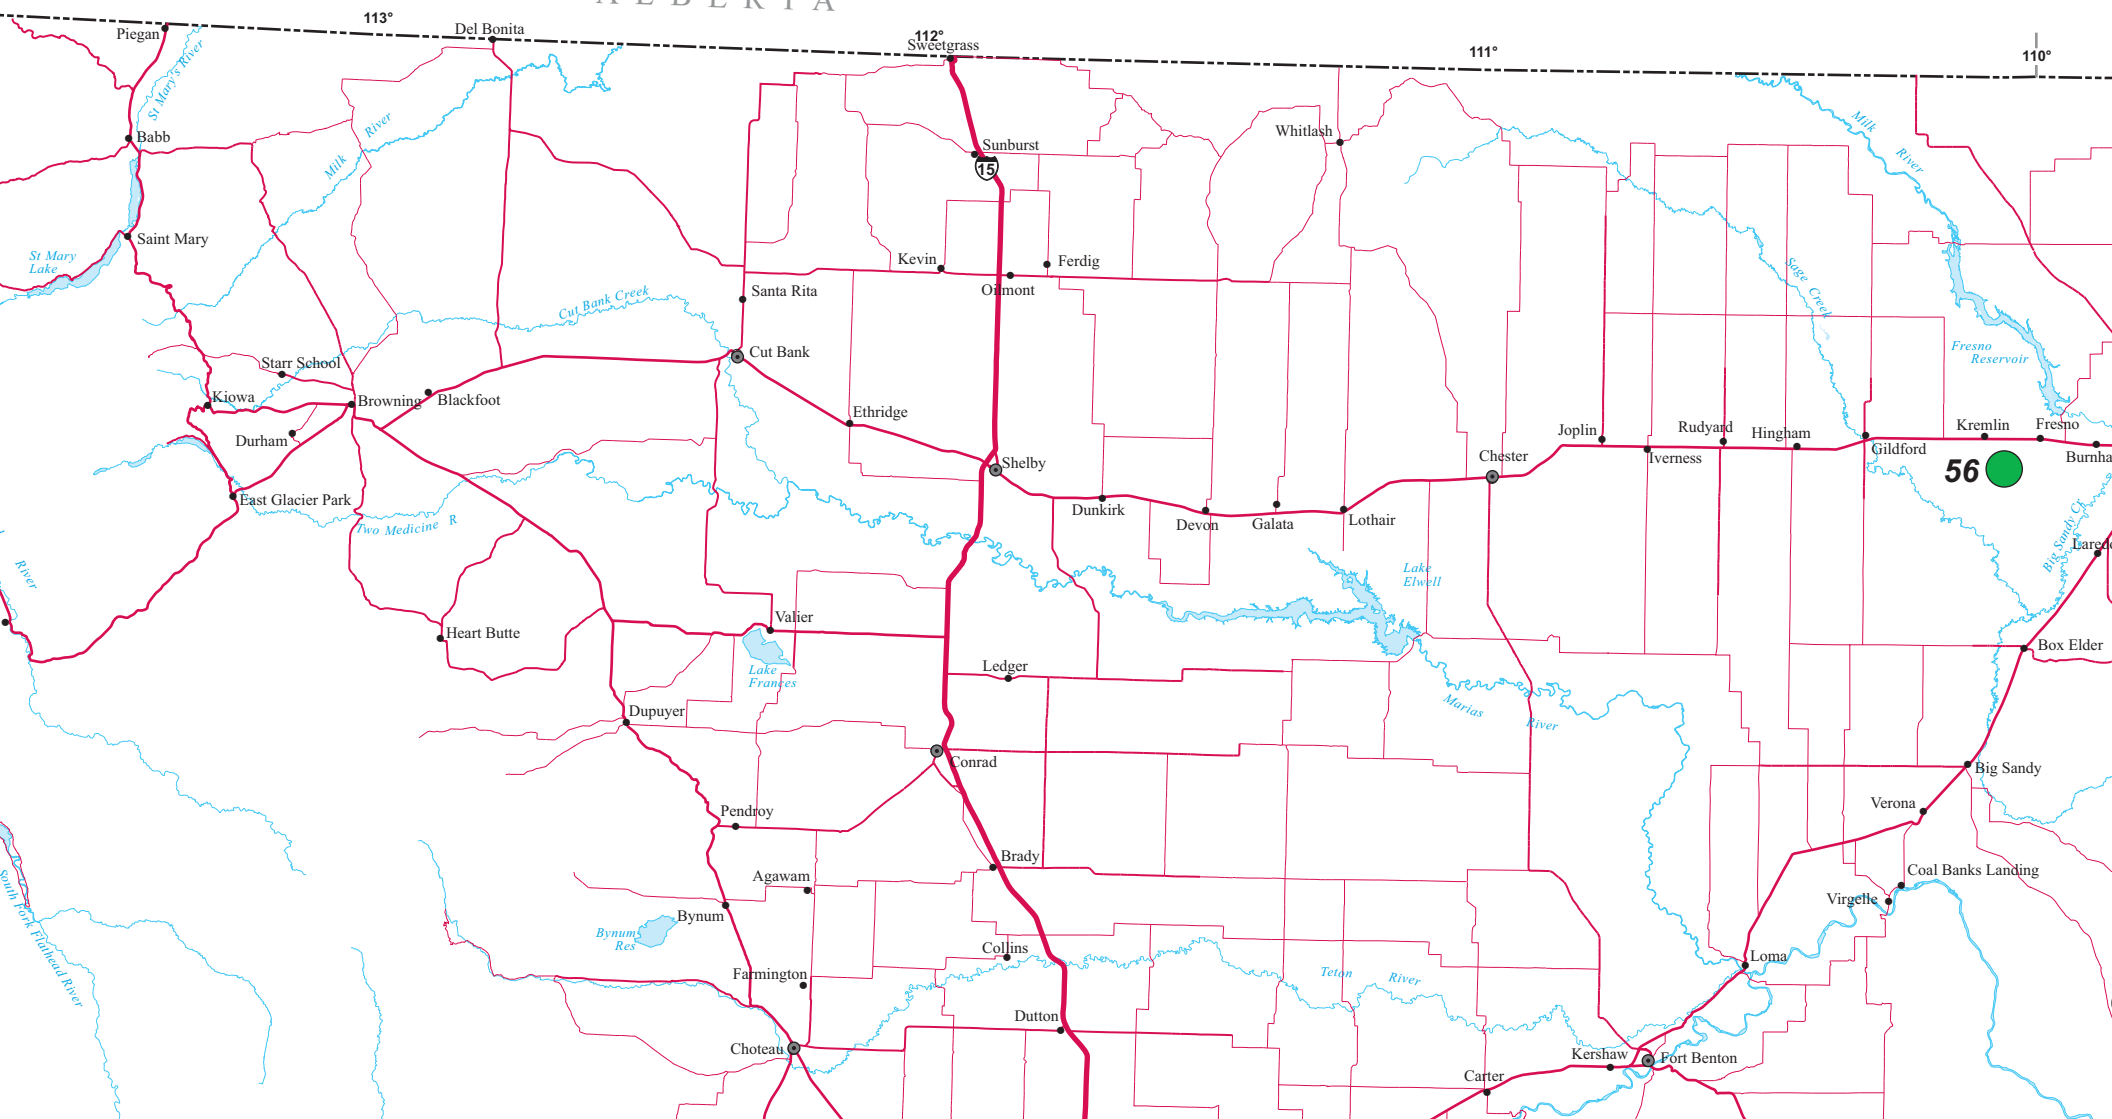 ALBERTA
113°
112°
111°
110°
Piegan
Del Bonita
Sweetgrass
St Mary's River
Babb
River
Milk
Sunburst
15
Whitlash
Milk
River
Saint Mary
St Mary
Lake
Kevin
Ferdig
Oilmont
Santa Rita
Cut Bank Creek
Sage Creek
Fresno
Reservoir
Cut Bank
Starr School
Kiowa
Browning
Blackfoot
Durham
Ethridge
Shelby
Chester
Joplin
Iverness
Rudyard
Hingham
Gildford
Kremlin
Fresno
Burnha
56
East Glacier Park
Two Medicine R
Dunkirk
Devon
Galata
Lothair
Big Sandy Cr
Lared
River
Lake
Elwell
Heart Butte
Valier
Lake
Frances
Ledger
Box Elder
Marias
River
Dupuyer
Conrad
Big Sandy
Verona
Pendroy
Brady
Agawam
Coal Banks Landing
Virgelle
Bynum
Bynum
Res
South Fork Flathead River
Collins
Farmington
Teton
River
Loma
Dutton
Choteau
Kershaw
Fort Benton
Carter